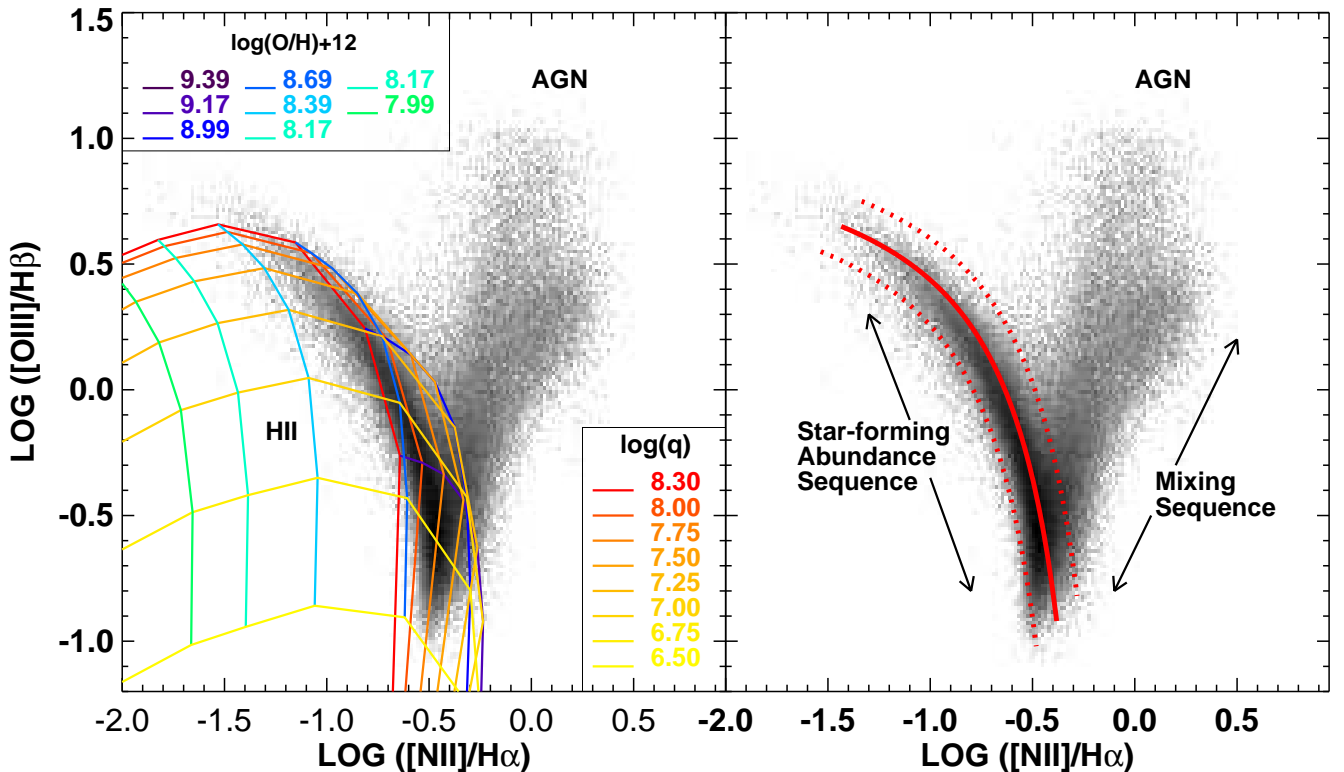 1.5
1.0
0.5
0.0
-0.5
-1.0
LOG ([OIII]/Hβ)
log(O/H)+12
9.39 8.69 8.17
9.17 8.39 7.99
8.99 8.17
AGN
HII
log(q)
8.30
8.00
7.75
7.50
7.25
7.00
6.75
6.50
-2.0 -1.5 -1.0 -0.5 0.0 0.5
LOG ([NII]/Hα)
AGN
Star-forming
Abundance
Sequence
Mixing
Sequence
-2.0 -1.5 -1.0 -0.5 0.0 0.5
LOG ([NII]/Hα)